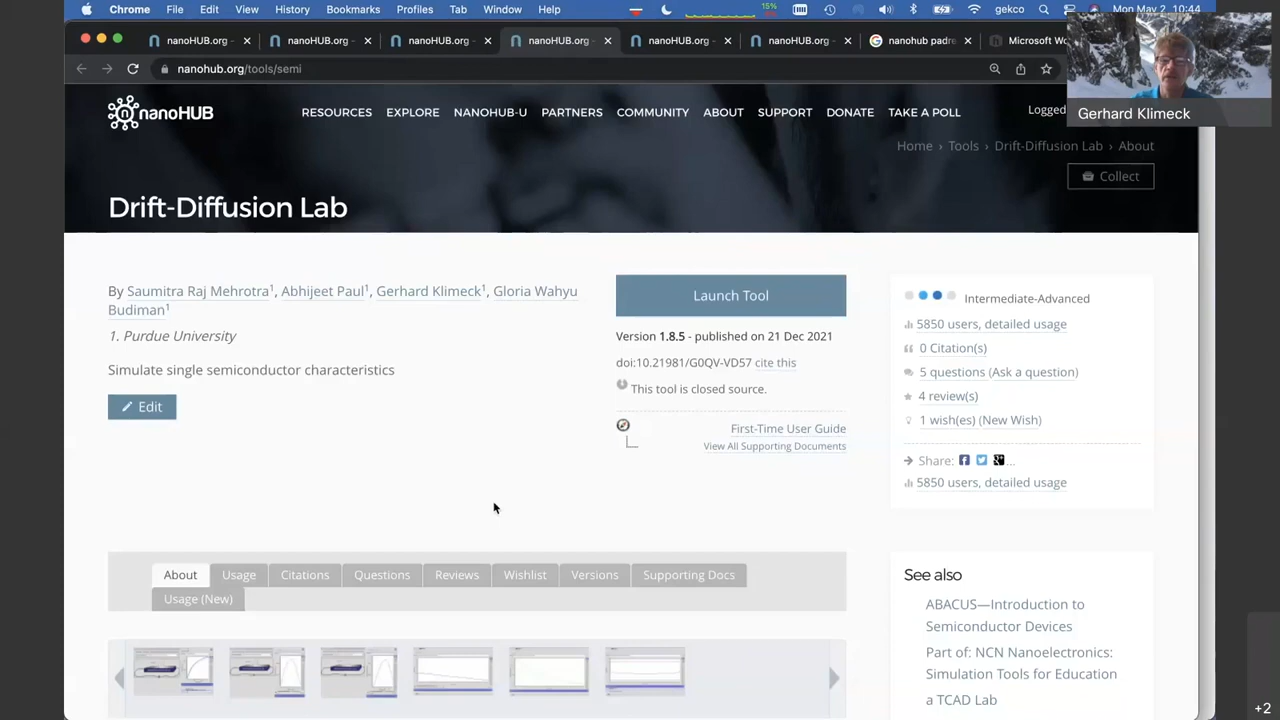 Chrome File Edit View History Bookmarks Profiles Tab Window Help 15% gekco Mon May 2 10:44
nanoHUB.org - nanoHUB.org - nanoHUB.org - nanoHUB.org - nanoHUB.org - nanoHUB.org - nanohub padre Microsoft Wo
nanohub.org/tools/semi
Gerhard Klimeck
nanoHUB RESOURCES EXPLORE NANOHUB-U PARTNERS COMMUNITY ABOUT SUPPORT DONATE TAKE A POLL Logged
Home › Tools › Drift-Diffusion Lab › About
Collect
Drift-Diffusion Lab
By Saumitra Raj Mehrotra1, Abhijeet Paul1, Gerhard Klimeck1, Gloria Wahyu
Budiman1
1. Purdue University
Simulate single semiconductor characteristics
Edit
Launch Tool
Version 1.8.5 - published on 21 Dec 2021
doi:10.21981/G0QV-VD57 cite this
This tool is closed source.
First-Time User Guide
View All Supporting Documents
Intermediate-Advanced
5850 users, detailed usage
0 Citation(s)
5 questions (Ask a question)
4 review(s)
1 wish(es) (New Wish)
Share: ...
5850 users, detailed usage
About Usage Citations Questions Reviews Wishlist Versions Supporting Docs
Usage (New)
See also
ABACUS—Introduction to
Semiconductor Devices
Part of: NCN Nanoelectronics:
Simulation Tools for Education
a TCAD Lab
+2